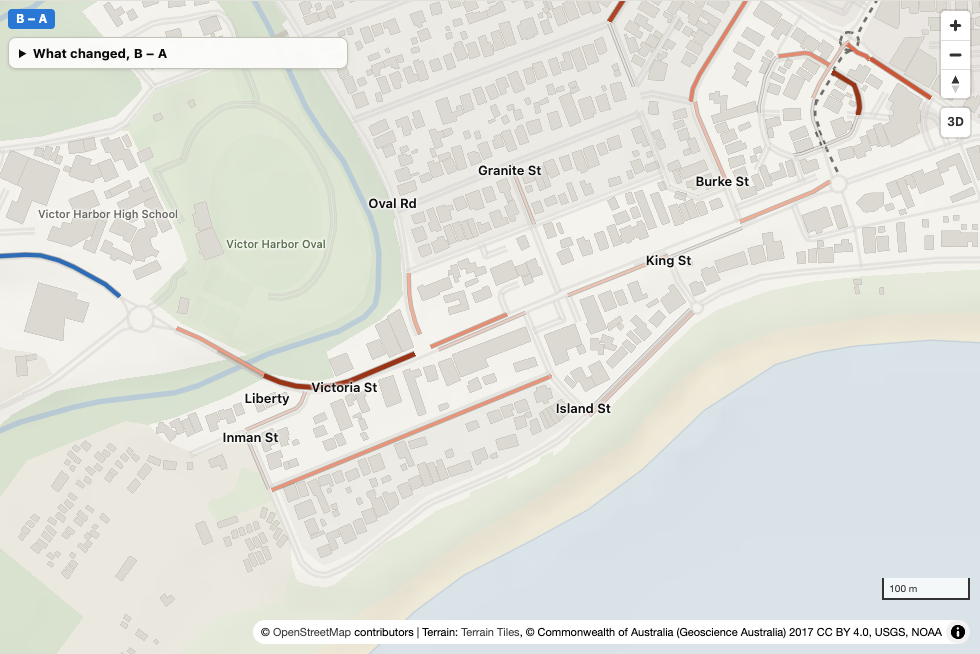 B – A
What changed, B – A
3D
Granite St
Burke St
Oval Rd
Victor Harbor High School
Victor Harbor Oval
King St
Victoria St
Liberty
Island St
Inman St
100 m
© OpenStreetMap contributors | Terrain: Terrain Tiles, © Commonwealth of Australia (Geoscience Australia) 2017 CC BY 4.0, USGS, NOAA